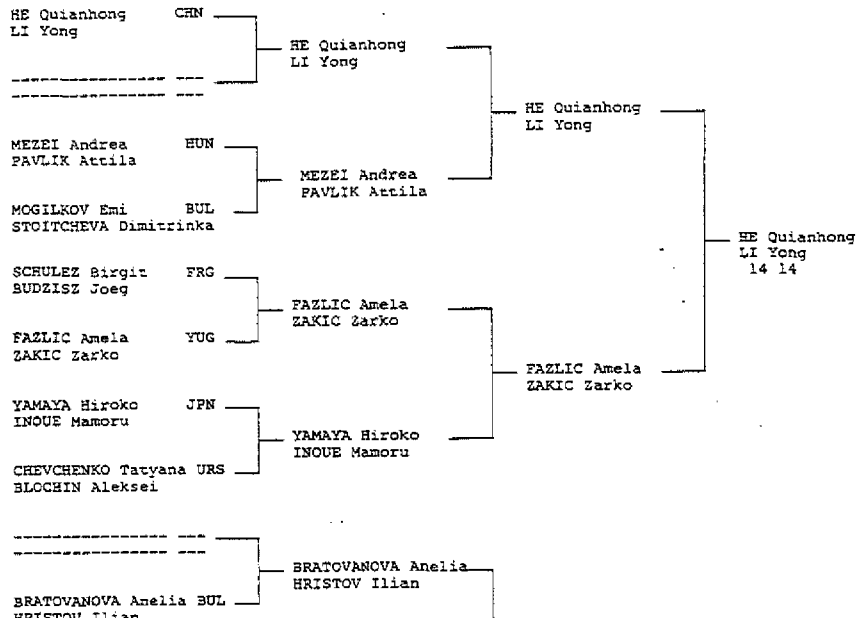 HE Quianhong CHN
LI Yong
HE Quianhong
LI Yong
---------------- ---
---------------- ---
HE Quianhong
LI Yong
MEZEI Andrea HUN
PAVLIK Attila
MEZEI Andrea
PAVLIK Attila
MOGILKOV Emi BUL
STOITCHEVA Dimitrinka
HE Quianhong
LI Yong
14 14
SCHULEZ Birgit FRG
BUDZISZ Joeg
FAZLIC Amela
ZAKIC Zarko
FAZLIC Amela YUG
ZAKIC Zarko
FAZLIC Amela
ZAKIC Zarko
YAMAYA Hiroko JPN
INOUE Mamoru
YAMAYA Hiroko
INOUE Mamoru
CHEVCHENKO Tatyana URS
BLOCHIN Aleksei
---------------- ---
---------------- ---
BRATOVANOVA Anelia
HRISTOV Ilian
BRATOVANOVA Anelia BUL
HRISTOV Ilian